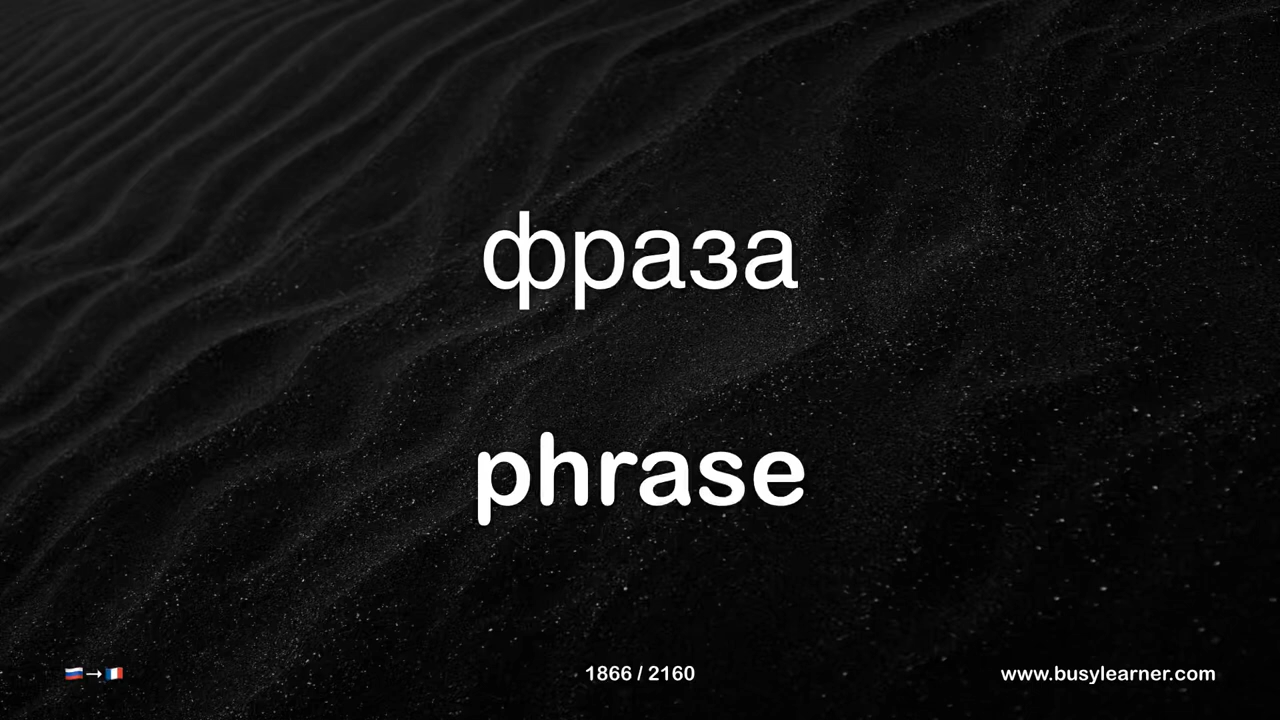 фраза
phrase
🇷🇺→🇫🇷 1866 / 2160 www.busylearner.com